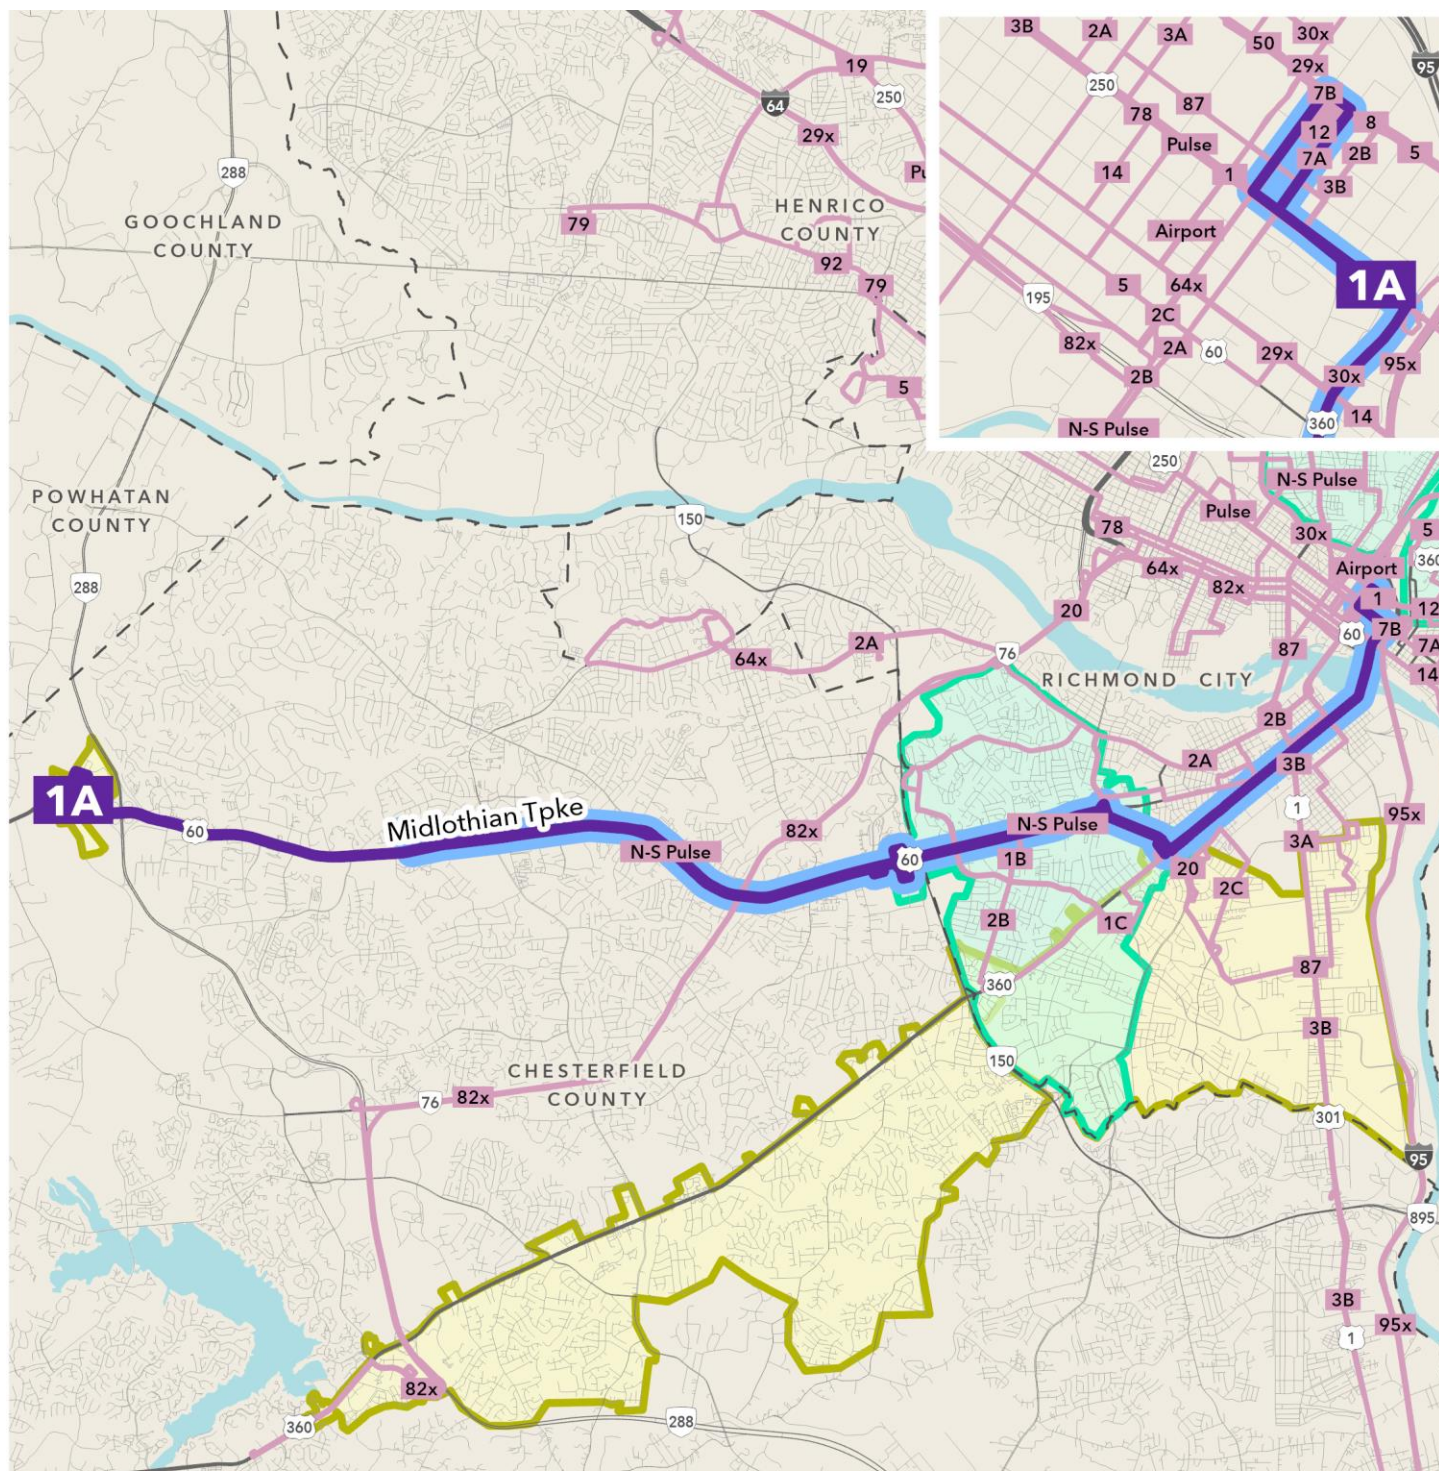 19
64
250
29x
Pu
79
HENRICO
COUNTY
92
79
5
288
GOOCHLAND
COUNTY
3B
2A
3A
50
30x
95
29x
250
87
7B
78
12
8
Pulse
7A
2B
5
14
1
3B
Airport
1A
195
5
64x
2C
82x
2A
60
29x
95x
2B
30x
14
N-S Pulse
360
POWHATAN
COUNTY
150
250
N-S Pulse
Pulse
78
30x
5
360
288
64x
Airport
82x
20
1
12
60
7B
2A
87
7A
64x
76
14
RICHMOND CITY
2B
2A
3B
1A
Midlothian Tpke
1
95x
60
82x
N-S Pulse
N-S Pulse
3A
60
1B
20
2C
2B
1C
87
360
3B
150
CHESTERFIELD
COUNTY
76
82x
301
95
895
3B
95x
1
82x
360
288